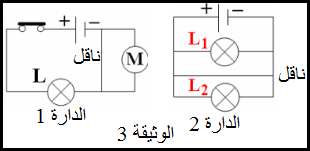 + −
+ −
L1
ناقل
M
L
ناقل
L2
الدارة 1
الدارة 2
الوثيقة 3